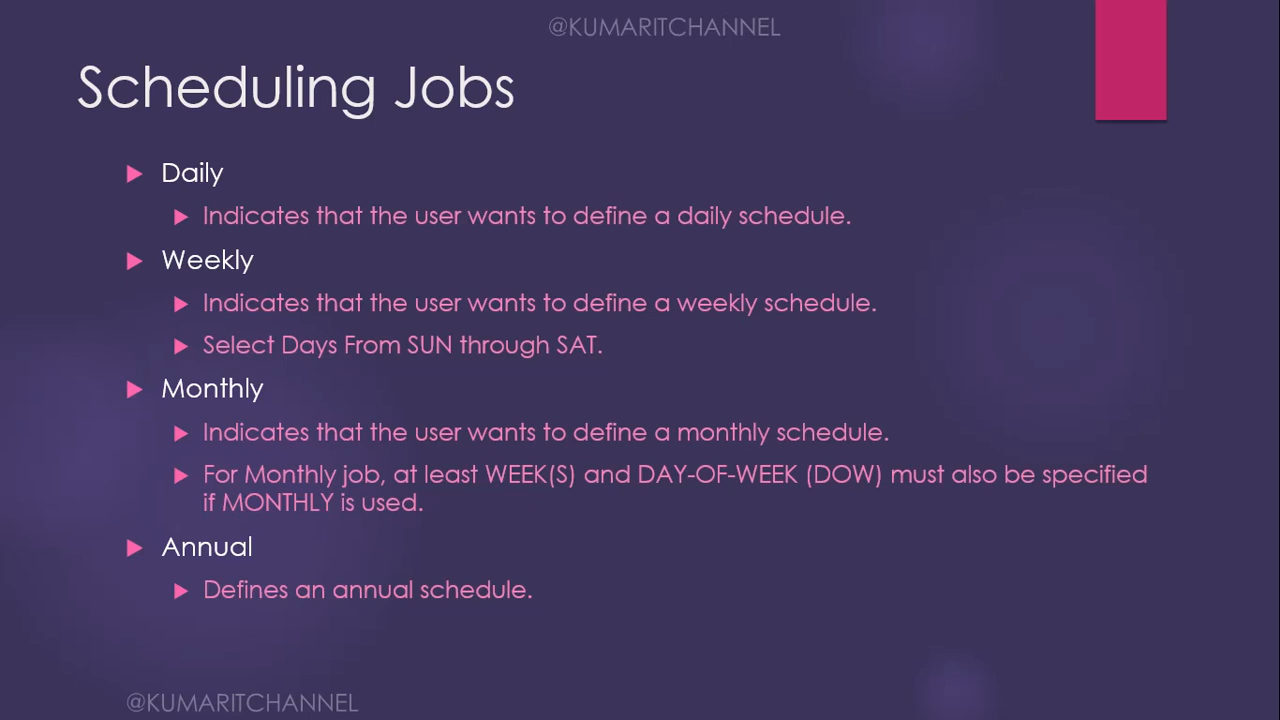 @KUMARITCHANNEL
Scheduling Jobs
Daily
Indicates that the user wants to define a daily schedule.
Weekly
Indicates that the user wants to define a weekly schedule.
Select Days From SUN through SAT.
Monthly
Indicates that the user wants to define a monthly schedule.
For Monthly job, at least WEEK(S) and DAY-OF-WEEK (DOW) must also be specified
if MONTHLY is used.
Annual
Defines an annual schedule.
@KUMARITCHANNEL